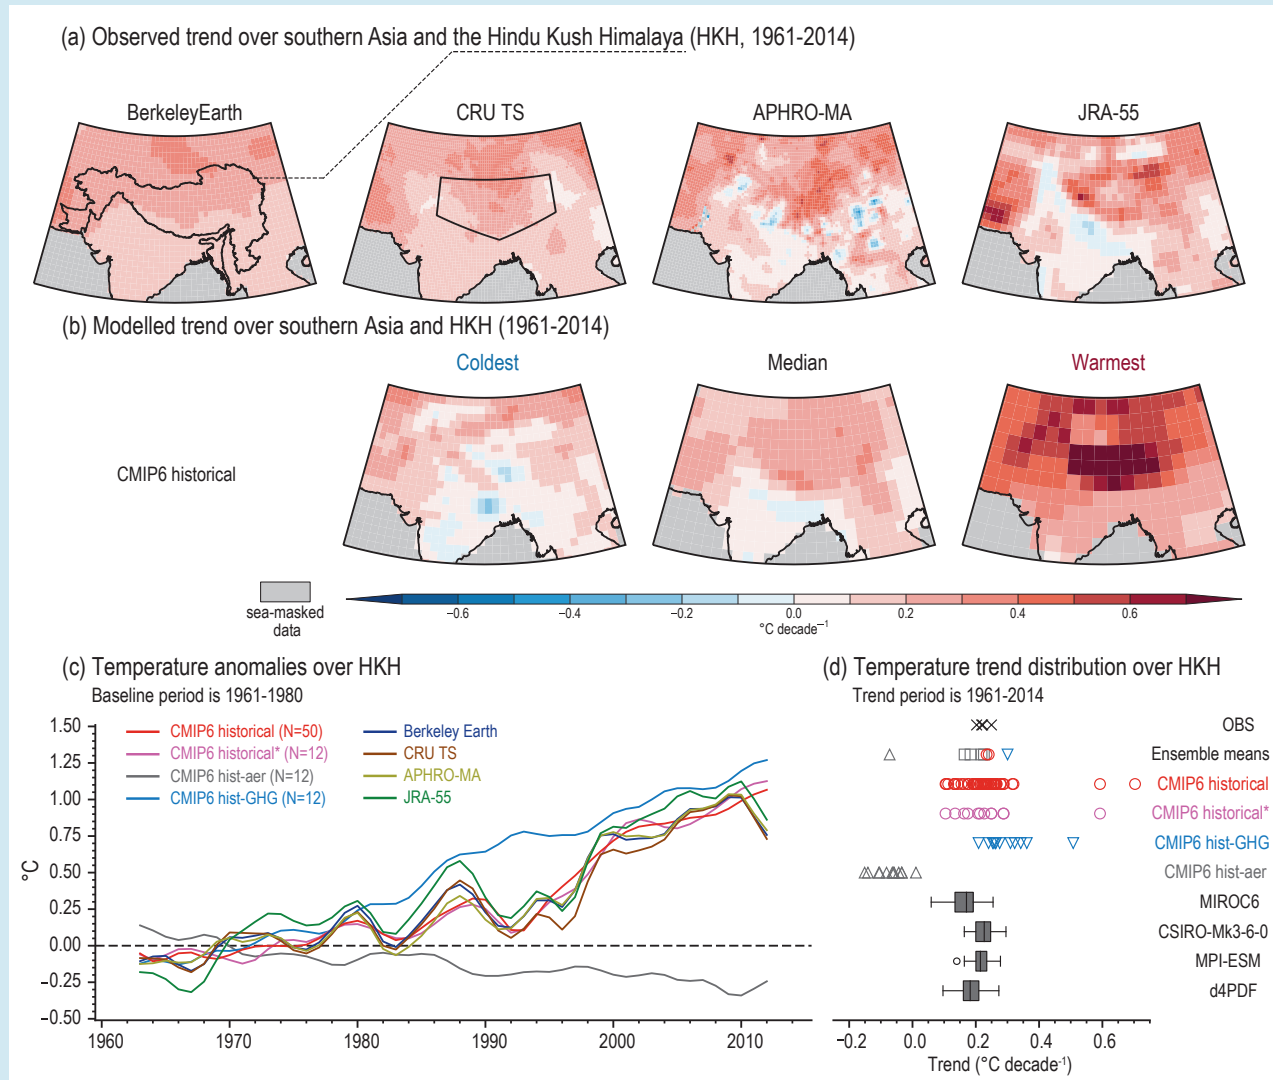 (a) Observed trend over southern Asia and the Hindu Kush Himalaya (HKH, 1961-2014)
BerkeleyEarth
CRU TS
APHRO-MA
JRA-55
(b) Modelled trend over southern Asia and HKH (1961-2014)
Coldest
Median
Warmest
CMIP6 historical
sea-masked
data
−0.6
−0.4
−0.2
0.0
0.2
0.4
0.6
°C decade⁻¹
(c) Temperature anomalies over HKH
Baseline period is 1961-1980
1.50
1.25
1.00
0.75
0.50
0.25
0.00
−0.25
−0.50
°C
CMIP6 historical (N=50)
CMIP6 historical* (N=12)
CMIP6 hist-aer (N=12)
CMIP6 hist-GHG (N=12)
Berkeley Earth
CRU TS
APHRO-MA
JRA-55
1960
1970
1980
1990
2000
2010
(d) Temperature trend distribution over HKH
Trend period is 1961-2014
OBS
Ensemble means
CMIP6 historical
CMIP6 historical*
CMIP6 hist-GHG
CMIP6 hist-aer
MIROC6
CSIRO-Mk3-6-0
MPI-ESM
d4PDF
−0.2
0.0
0.2
0.4
0.6
Trend (°C decade⁻¹)